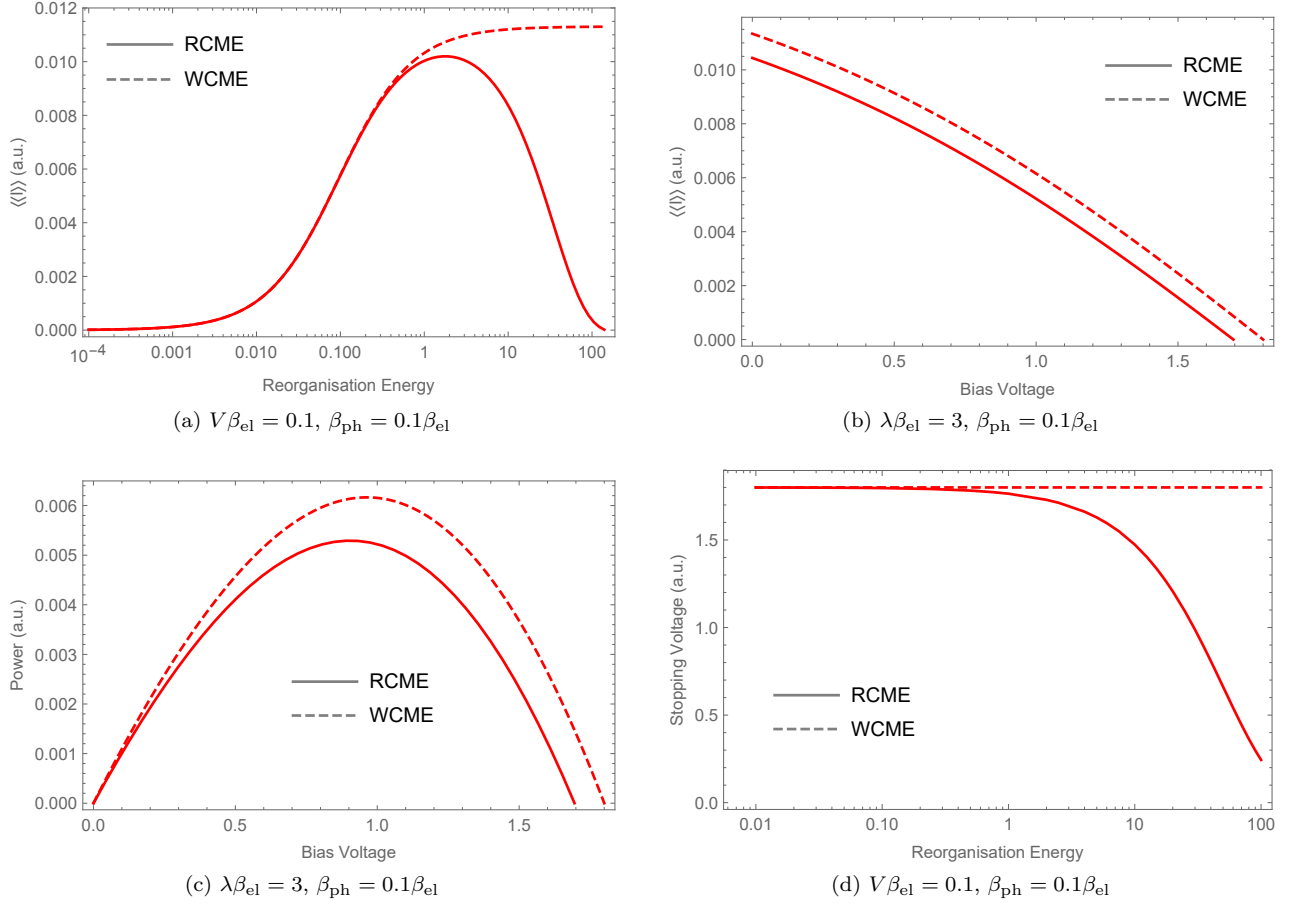 RCME
WCME
⟨⟨I⟩⟩ (a.u.)
0.012
0.010
0.008
0.006
0.004
0.002
0.000
10⁻⁴ 0.001 0.010 0.100 1 10 100
Reorganisation Energy
(a) Vβ_el = 0.1, β_ph = 0.1β_el
RCME
WCME
⟨⟨I⟩⟩ (a.u.)
0.010
0.008
0.006
0.004
0.002
0.000
0.0 0.5 1.0 1.5
Bias Voltage
(b) λβ_el = 3, β_ph = 0.1β_el
Power (a.u.)
0.006
0.005
0.004
0.003
0.002
0.001
0.000
RCME
WCME
0.0 0.5 1.0 1.5
Bias Voltage
(c) λβ_el = 3, β_ph = 0.1β_el
Stopping Voltage (a.u.)
1.5
1.0
0.5
0.0
RCME
WCME
0.01 0.10 1 10 100
Reorganisation Energy
(d) Vβ_el = 0.1, β_ph = 0.1β_el